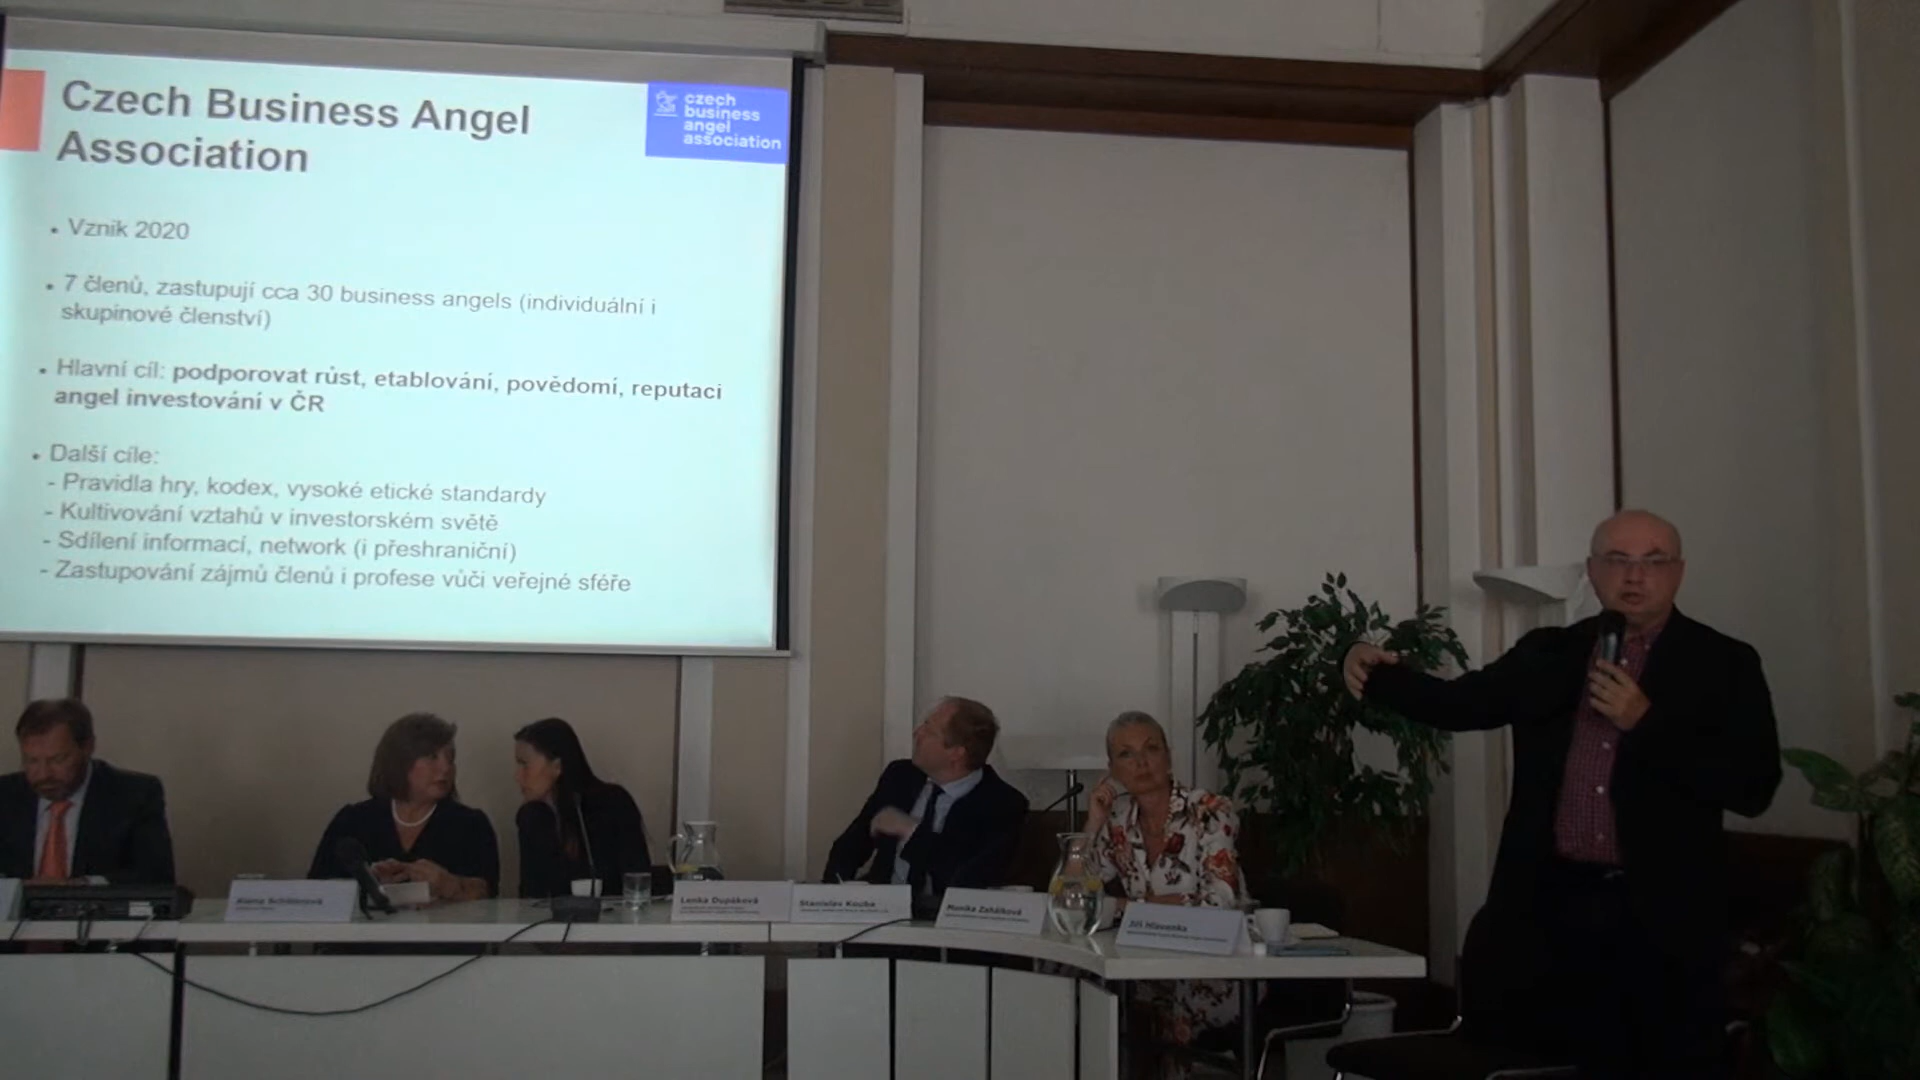 Czech Business Angel
Association
czech
business
angel
association
• Vznik 2020
• 7 členů, zastupují cca 30 business angels (individuální i
skupinové členství)
• Hlavní cíl: podporovat růst, etablování, povědomí, reputaci
angel investování v ČR
• Další cíle:
- Pravidla hry, kodex, vysoké etické standardy
- Kultivování vztahů v investorském světě
- Sdílení informací, network (i přeshraniční)
- Zastupování zájmů členů i profese vůči veřejné sféře
Alena Schillerová
Lenka Dupáková
Stanislav Kouba
Monika Zahálková
Jiří Hlavenka